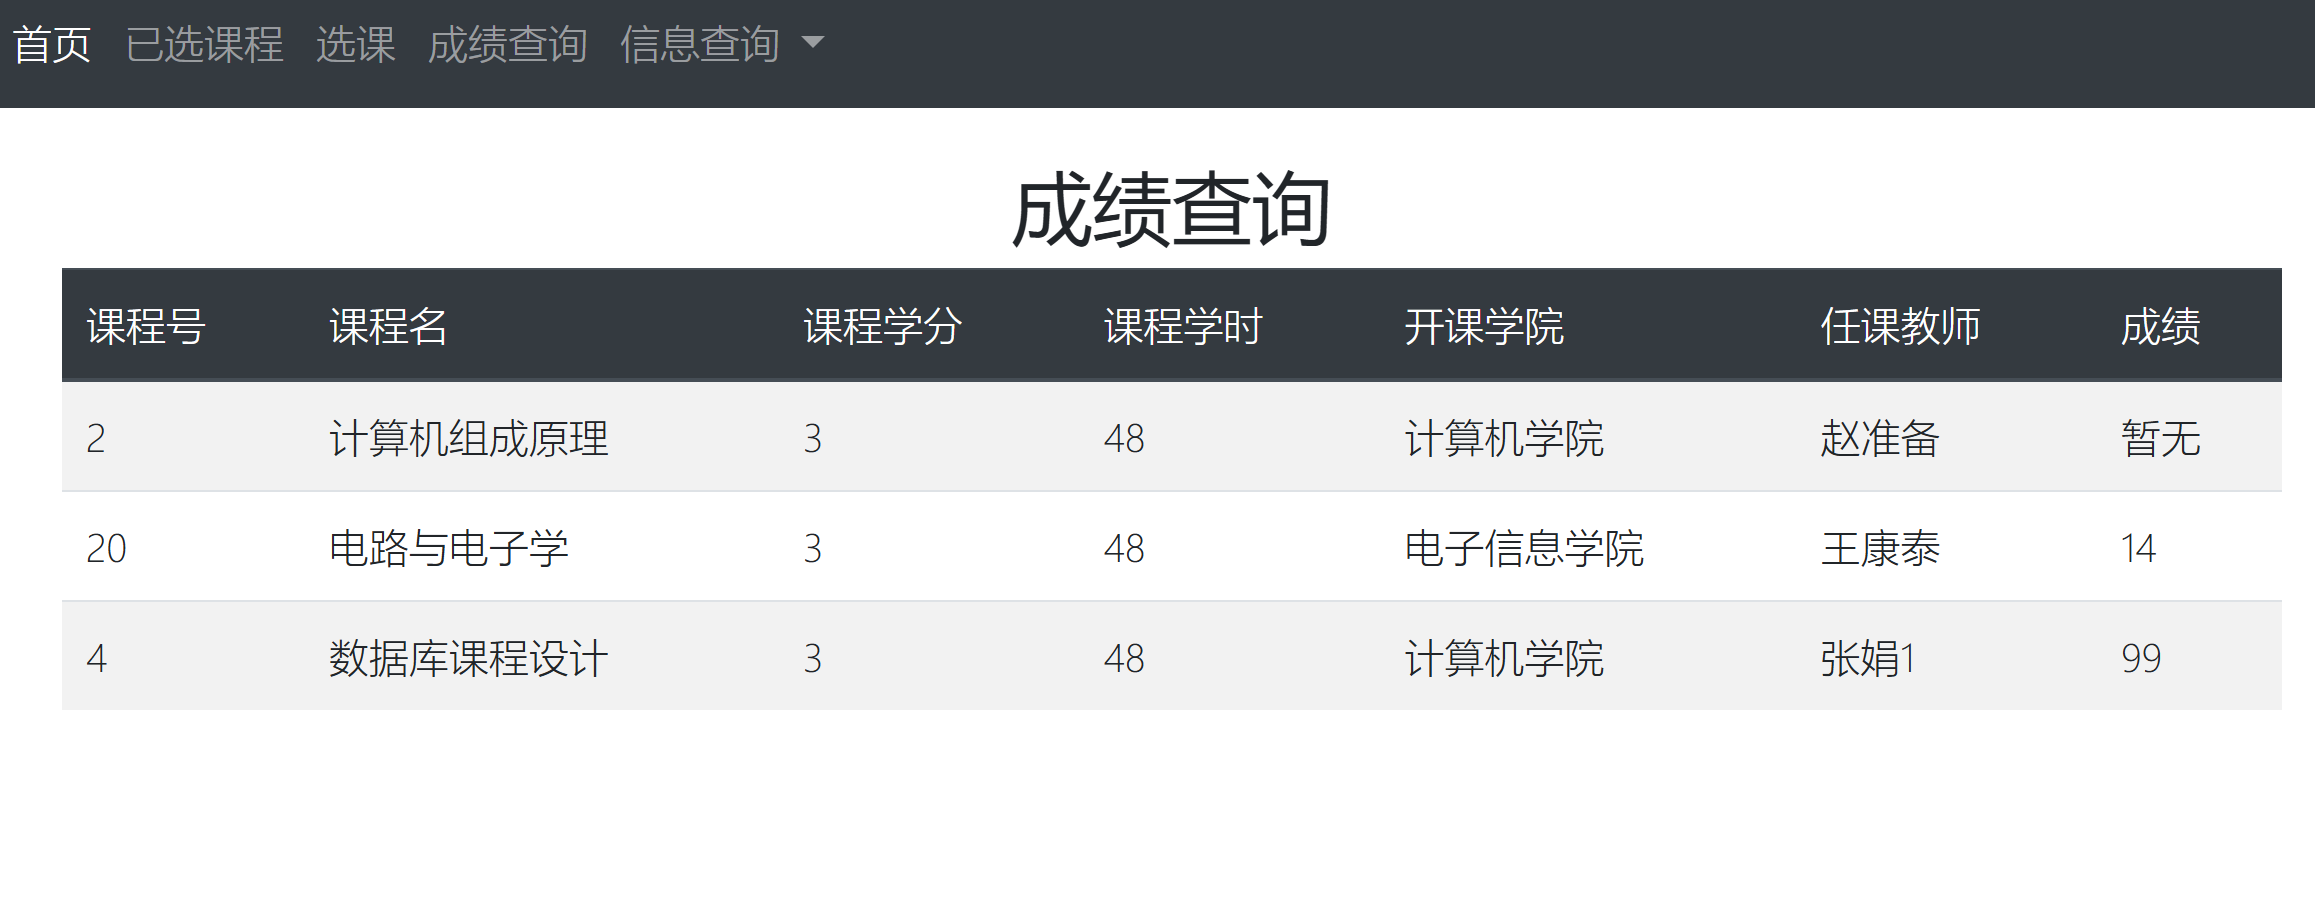 首页 已选课程 选课 成绩查询 信息查询
成绩查询
课程号 课程名 课程学分 课程学时 开课学院 任课教师 成绩
2 计算机组成原理 3 48 计算机学院 赵准备 暂无
20 电路与电子学 3 48 电子信息学院 王康泰 14
4 数据库课程设计 3 48 计算机学院 张娟1 99